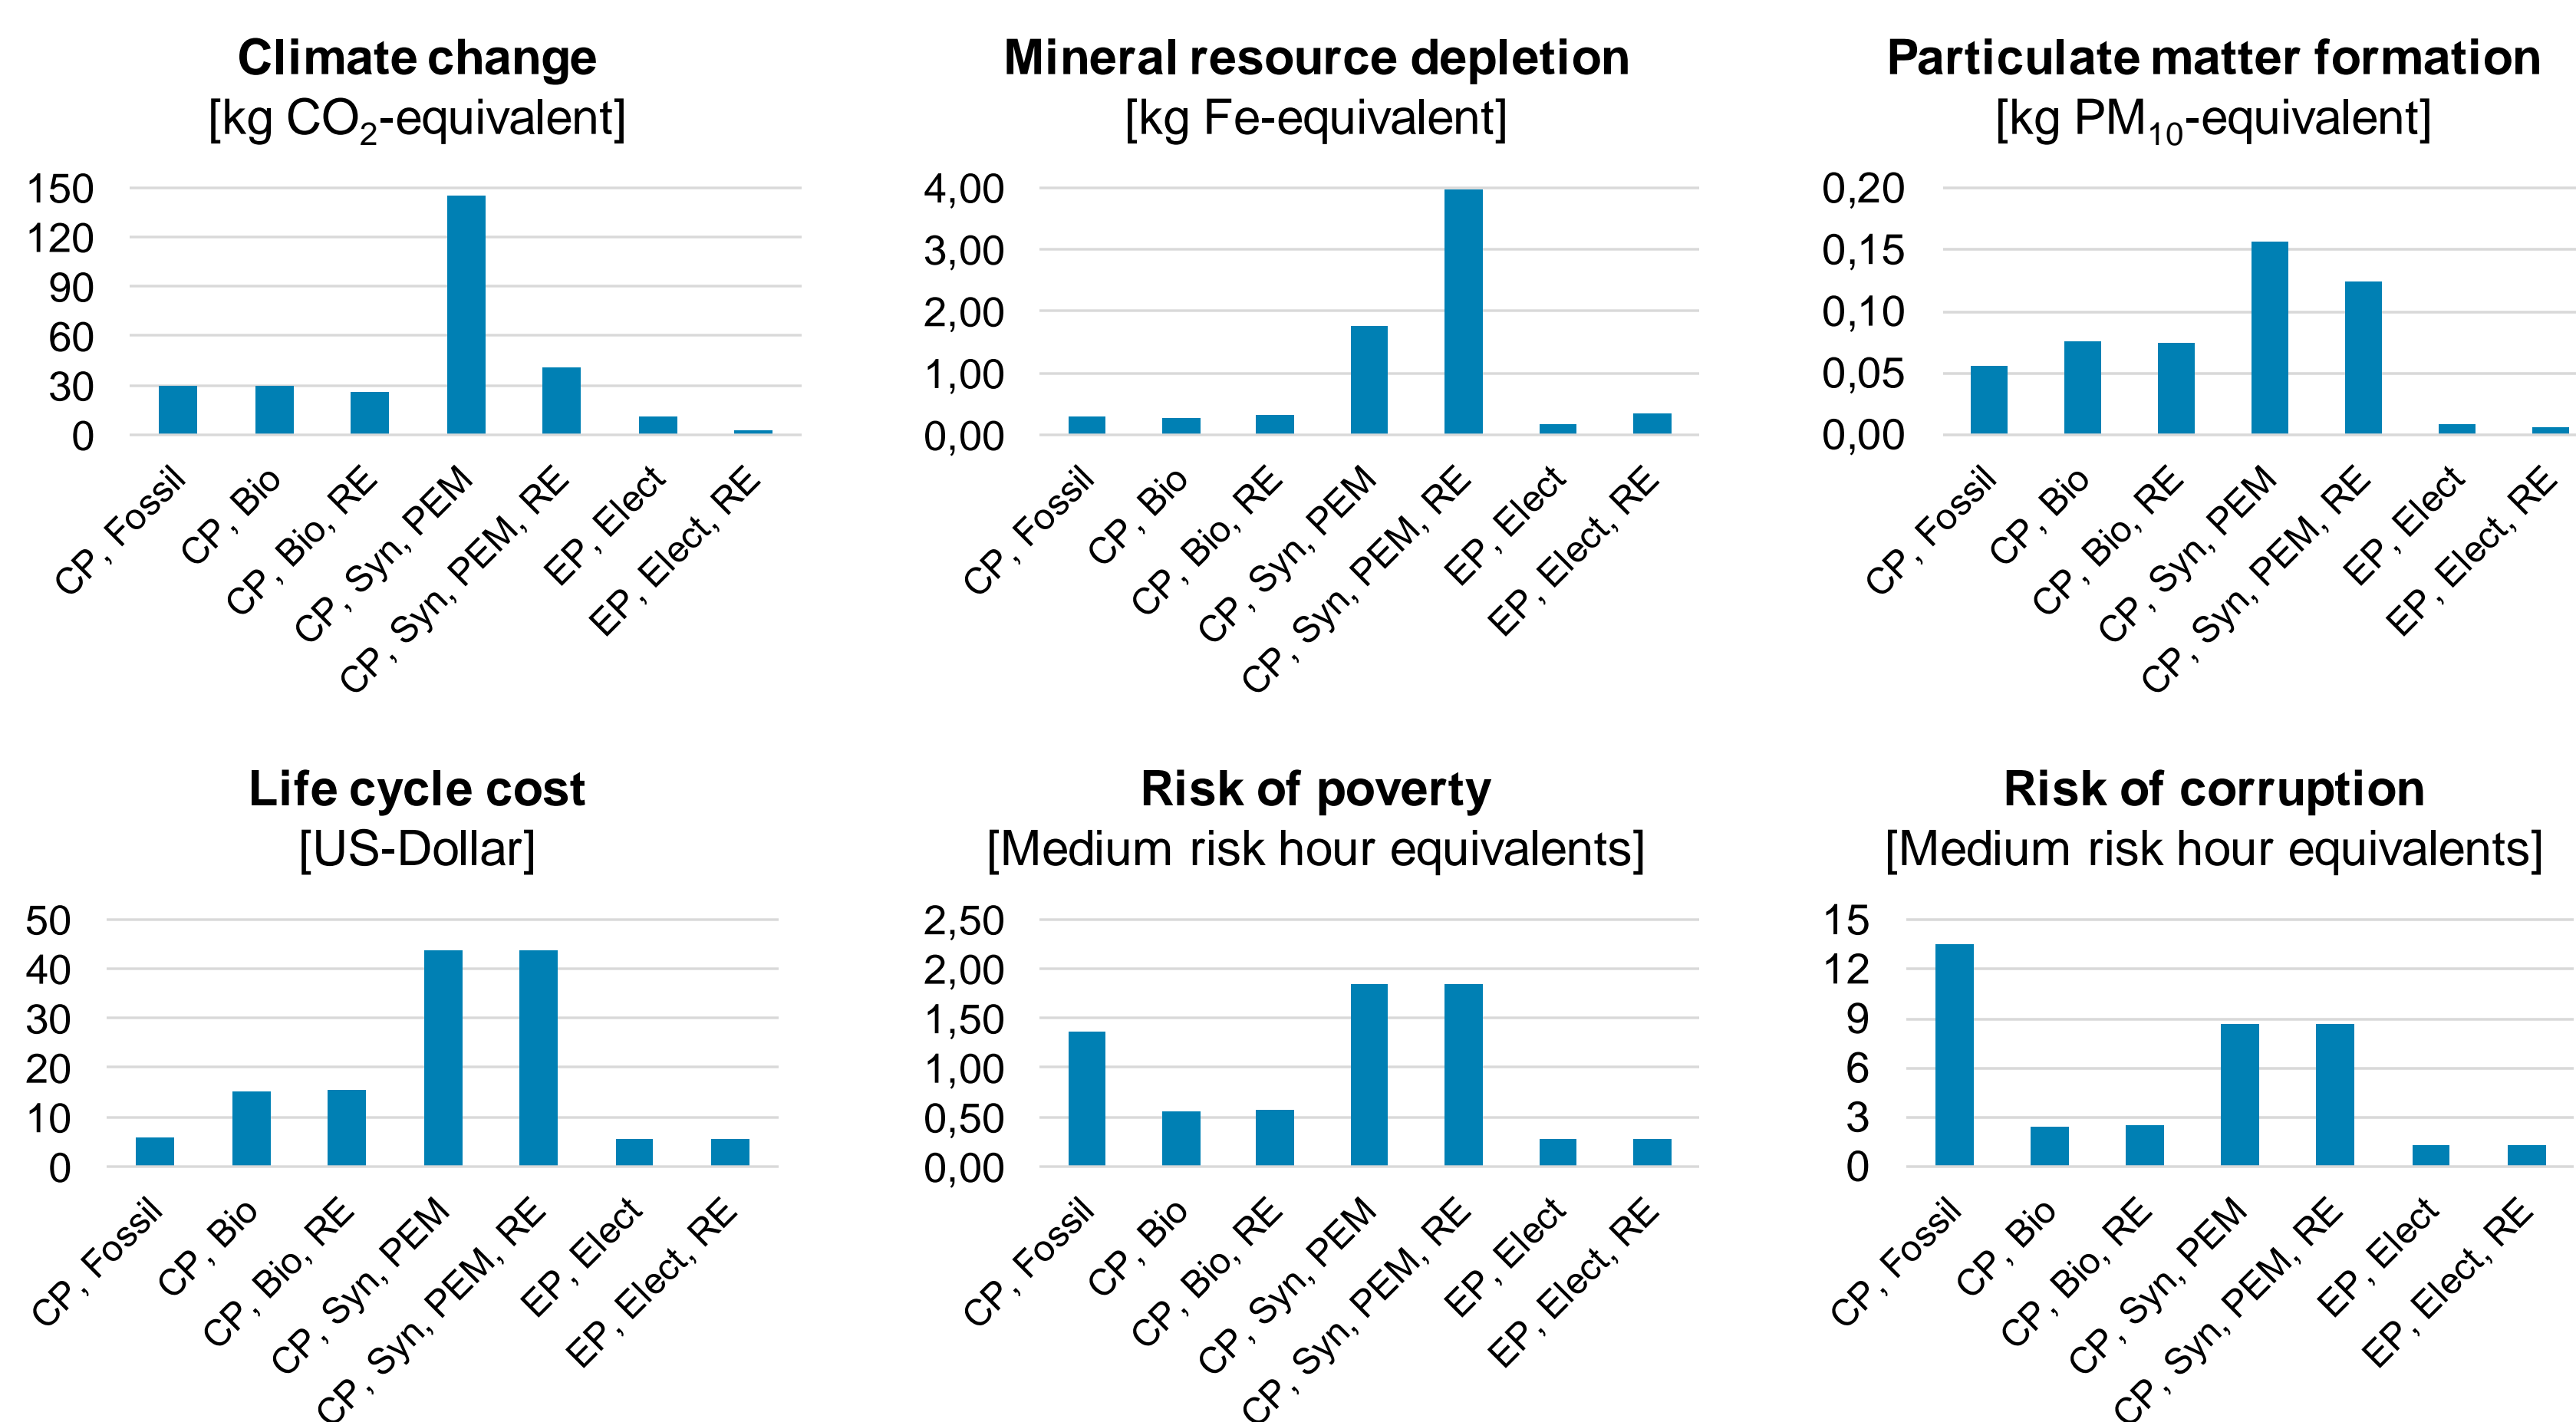 Climate change
[kg CO₂-equivalent]
150
120
90
60
30
0
CP, Fossil
CP, Bio
CP, Bio, RE
CP, Syn, PEM
CP, Syn, PEM, RE
EP, Elect
EP, Elect, RE
Mineral resource depletion
[kg Fe-equivalent]
4,00
3,00
2,00
1,00
0,00
CP, Fossil
CP, Bio
CP, Bio, RE
CP, Syn, PEM
CP, Syn, PEM, RE
EP, Elect
EP, Elect, RE
Particulate matter formation
[kg PM₁₀-equivalent]
0,20
0,15
0,10
0,05
0,00
CP, Fossil
CP, Bio
CP, Bio, RE
CP, Syn, PEM
CP, Syn, PEM, RE
EP, Elect
EP, Elect, RE
Life cycle cost
[US-Dollar]
50
40
30
20
10
0
CP, Fossil
CP, Bio
CP, Bio, RE
CP, Syn, PEM
CP, Syn, PEM, RE
EP, Elect
EP, Elect, RE
Risk of poverty
[Medium risk hour equivalents]
2,50
2,00
1,50
1,00
0,50
0,00
CP, Fossil
CP, Bio
CP, Bio, RE
CP, Syn, PEM
CP, Syn, PEM, RE
EP, Elect
EP, Elect, RE
Risk of corruption
[Medium risk hour equivalents]
15
12
9
6
3
0
CP, Fossil
CP, Bio
CP, Bio, RE
CP, Syn, PEM
CP, Syn, PEM, RE
EP, Elect
EP, Elect, RE